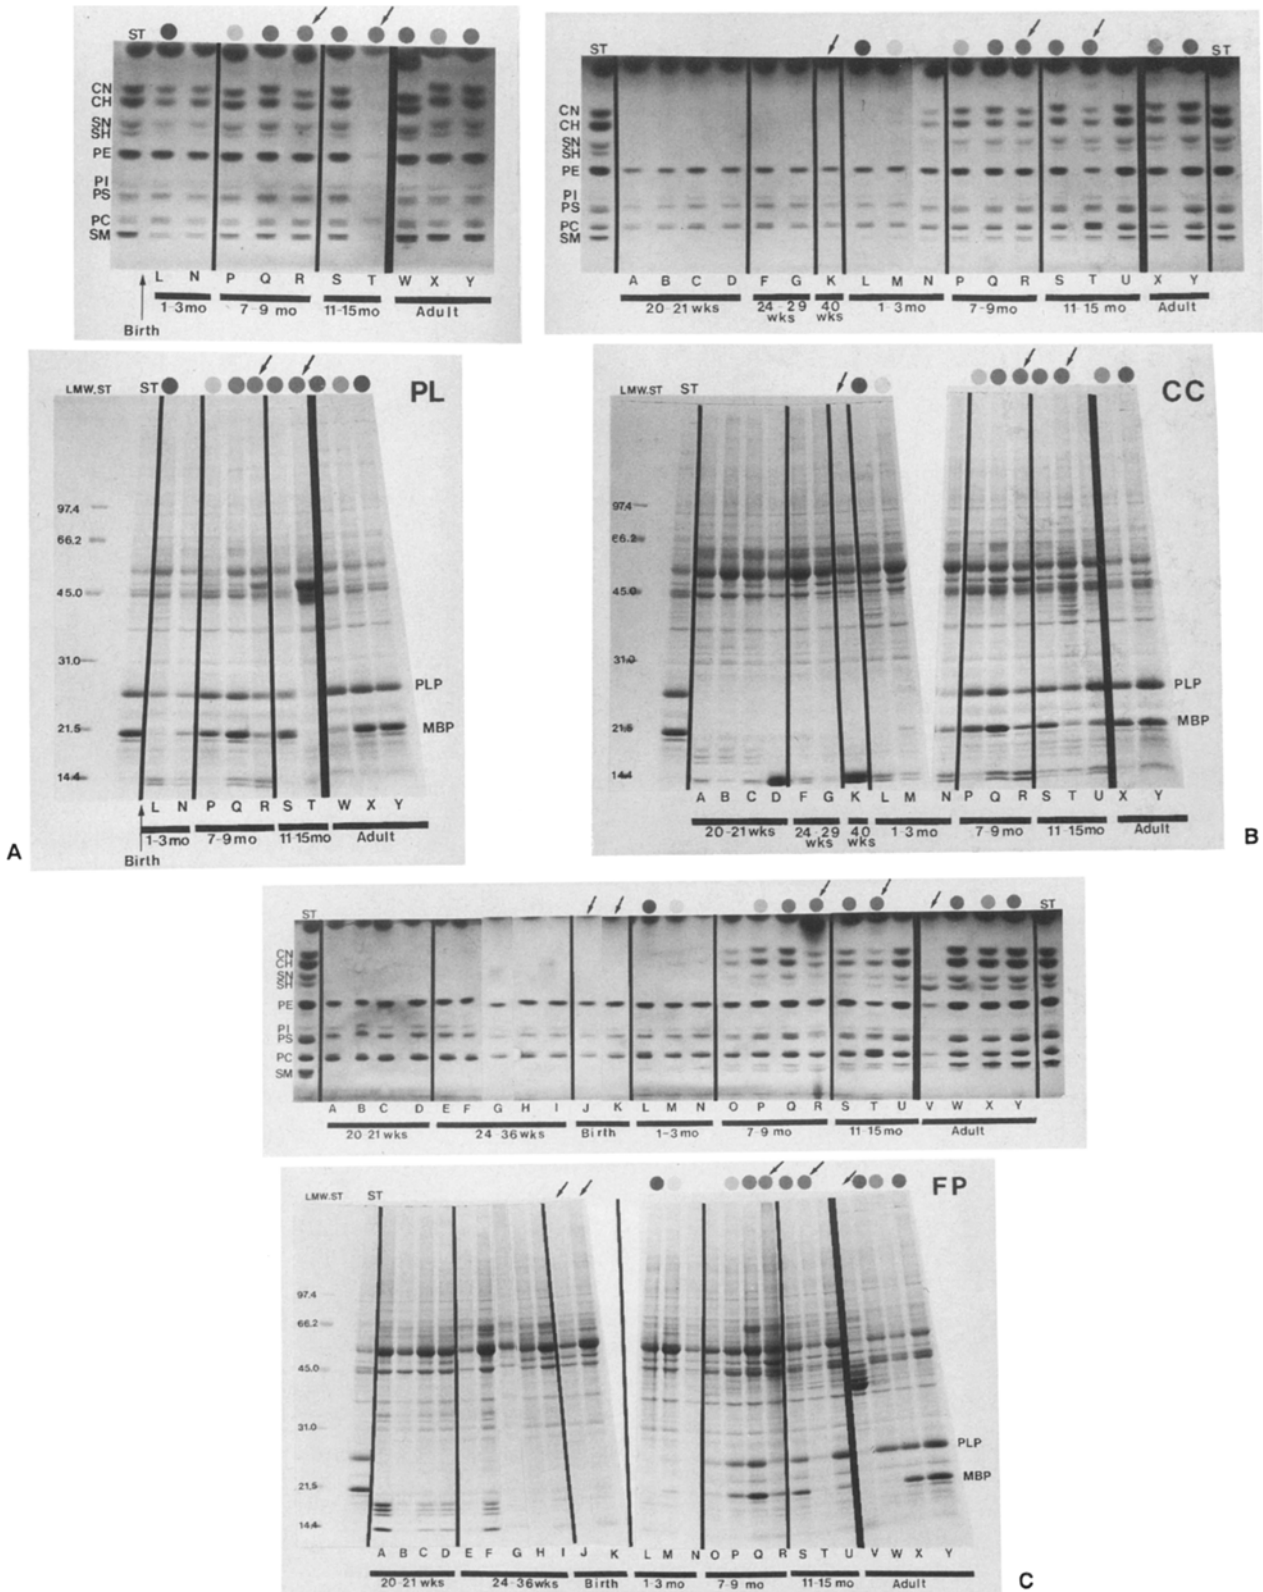 ST
CN
CH
SN
SH
PE
PI
PS
PC
SM
L N P Q R S T W X Y
1-3mo 7-9 mo 11-15mo Adult
Birth
ST ST
CN
CH
SN
SH
PE
PI
PS
PC
SM
A B C D F G K L M N P Q R S T U X Y
20-21 wks 24-29 wks 40 wks 1-3mo 7-9mo 11-15 mo Adult
LMW.ST ST PL
97.4
66.2
45.0
31.0
21.5
14.4
PLP
MBP
L N P Q R S T W X Y
1-3 mo 7-9 mo 11-15mo Adult
Birth
A
LMW.ST ST CC
97.4
66.2
45.0
31.0
21.5
14.4
PLP
MBP
A B C D F G K L M N P Q R S T U X Y
20-21 wks 24-29 wks 40 wks 1-3mo 7-9 mo 11-15mo Adult
B
ST ST
CN
CH
SN
SH
PE
PI
PS
PC
SM
A B C D E F G H I J K L M N O P Q R S T U V W X Y
20-21 wks 24-36 wks Birth 1-3mo 7-9 mo 11-15mo Adult
LMW.ST ST FP
97.4
66.2
45.0
31.0
21.5
14.4
PLP
MBP
A B C D E F G H I J K L M N O P Q R S T U V W X Y
20-21 wks 24-36wks Birth 1-3 mo 7-9 mo 11-15 mo Adult
C